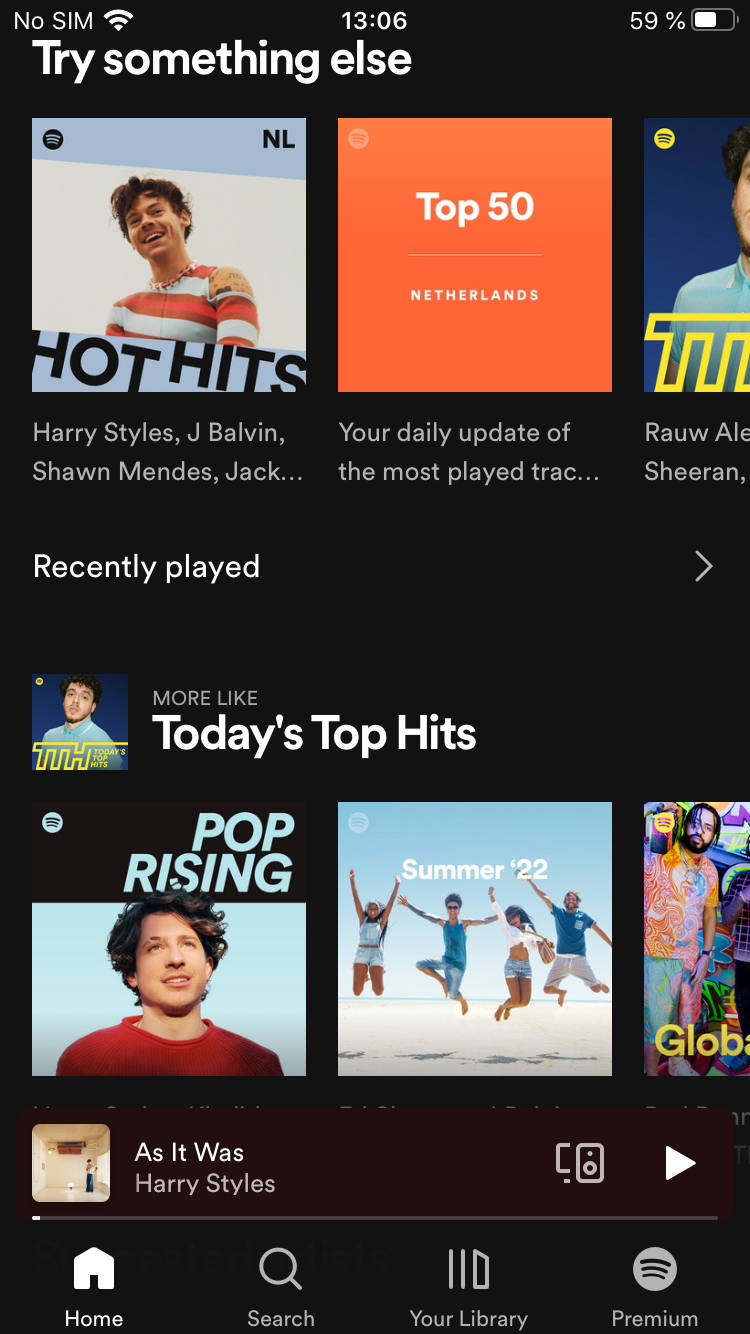 No SIM 13:06 59 %
Try something else
NL
HOT HITS
Top 50
NETHERLANDS
Harry Styles, J Balvin,
Shawn Mendes, Jack...
Your daily update of
the most played trac...
Rauw Ale
Sheeran,
Recently played
TTH TODAY'S
TOP
HITS
MORE LIKE
Today's Top Hits
POP
RISING
Summer ‘22
Globa
As It Was
Harry Styles
Home
Search
Your Library
Premium